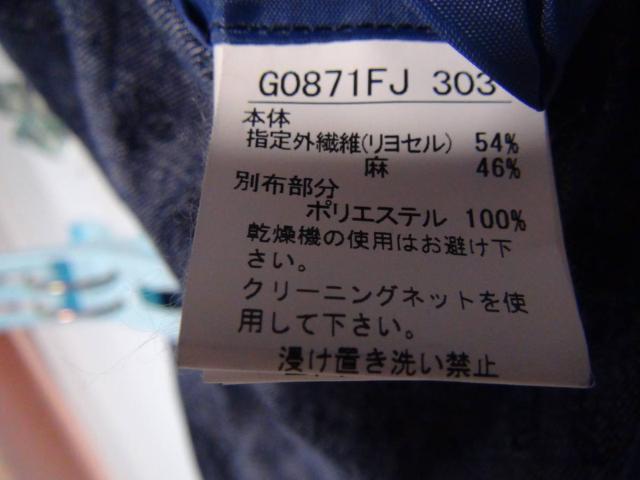 G0871FJ 303
本体
指定外繊維(リヨセル) 54%
麻 46%
別布部分
ポリエステル 100%
乾燥機の使用はお避け下
さい。
クリーニングネットを使
用して下さい。
浸け置き洗い禁止